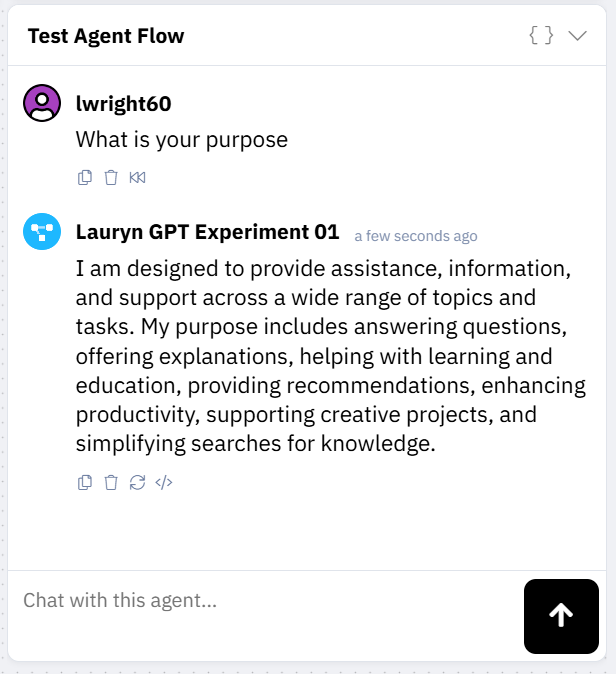 Test Agent Flow
lwright60
What is your purpose
Lauryn GPT Experiment 01 a few seconds ago
I am designed to provide assistance, information,
and support across a wide range of topics and
tasks. My purpose includes answering questions,
offering explanations, helping with learning and
education, providing recommendations, enhancing
productivity, supporting creative projects, and
simplifying searches for knowledge.
Chat with this agent...